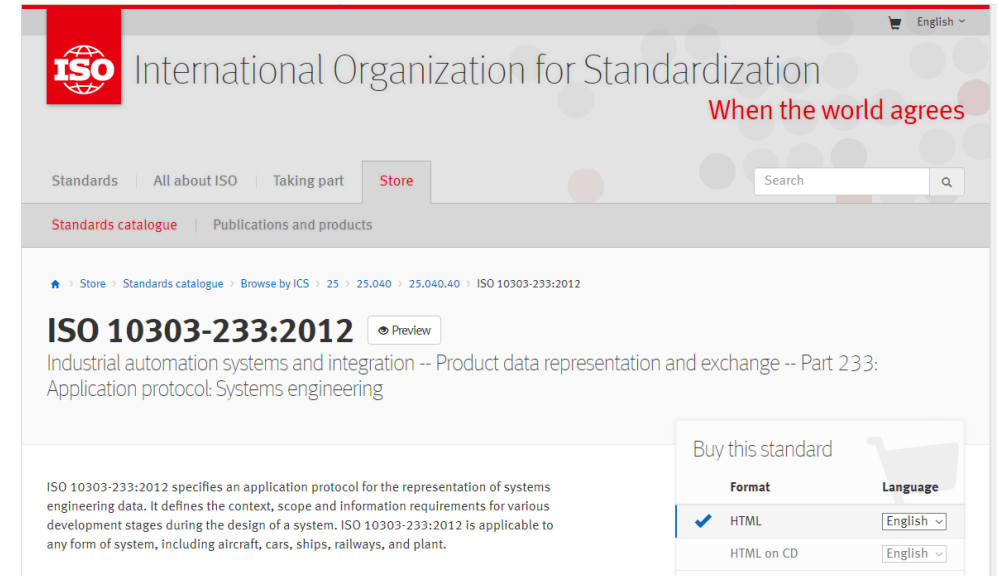 English
ISO
International Organization for Standardization
When the world agrees
Standards
All about ISO
Taking part
Store
Search
Standards catalogue
Publications and products
Store > Standards catalogue > Browse by ICS > 25 > 25.040 > 25.040.40 > ISO 10303-233:2012
ISO 10303-233:2012
Preview
Industrial automation systems and integration -- Product data representation and exchange -- Part 233:
Application protocol: Systems engineering
ISO 10303-233:2012 specifies an application protocol for the representation of systems
engineering data. It defines the context, scope and information requirements for various
development stages during the design of a system. ISO 10303-233:2012 is applicable to
any form of system, including aircraft, cars, ships, railways, and plant.
Buy this standard
Format Language
HTML English
HTML on CD English